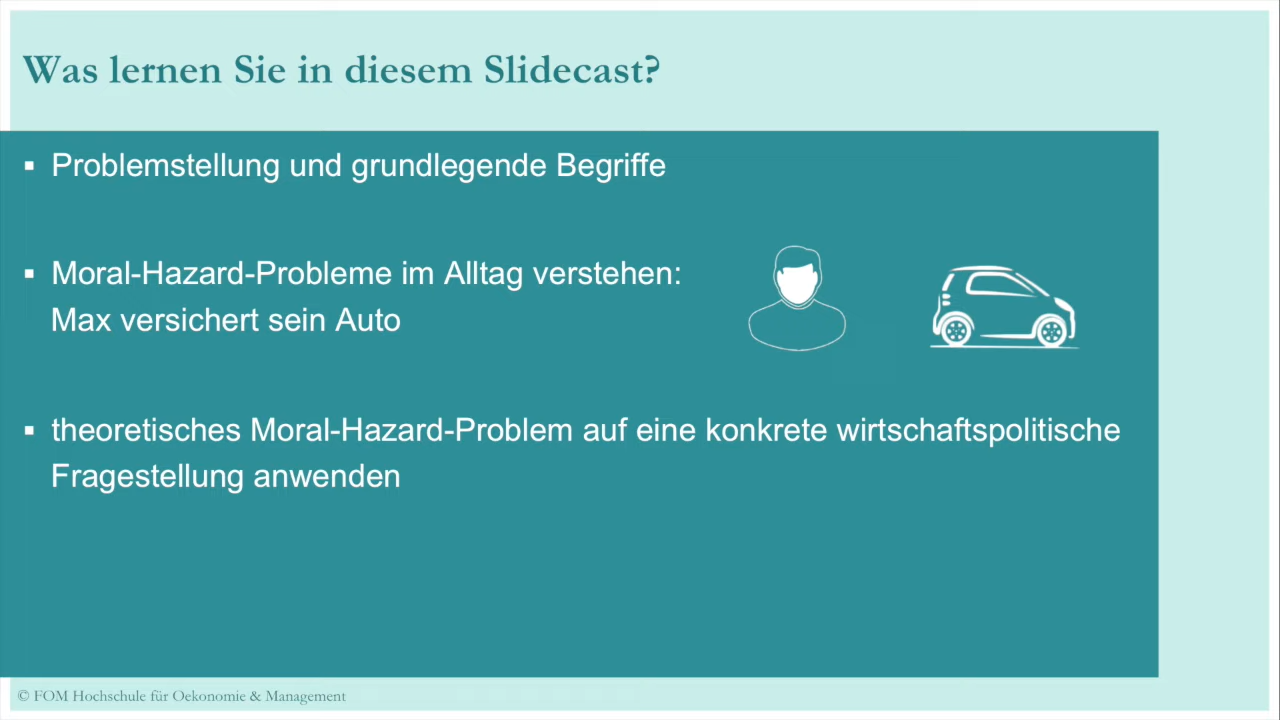 Was lernen Sie in diesem Slidecast?
▪ Problemstellung und grundlegende Begriffe
▪ Moral-Hazard-Probleme im Alltag verstehen:
Max versichert sein Auto
▪ theoretisches Moral-Hazard-Problem auf eine konkrete wirtschaftspolitische
Fragestellung anwenden
© FOM Hochschule für Oekonomie & Management